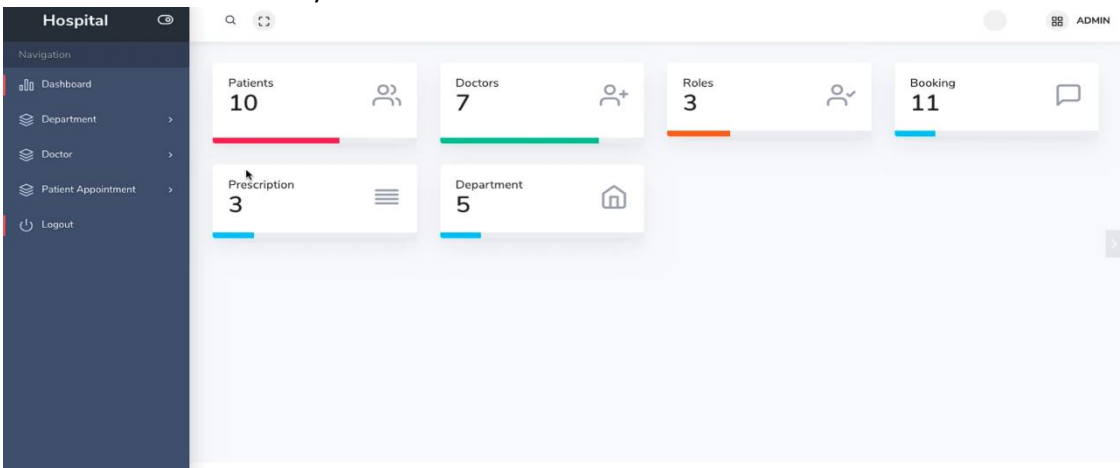 Hospital
ADMIN
Navigation
Dashboard
Department
Doctor
Patient Appointment
Logout
Patients
10
Doctors
7
Roles
3
Booking
11
Prescription
3
Department
5